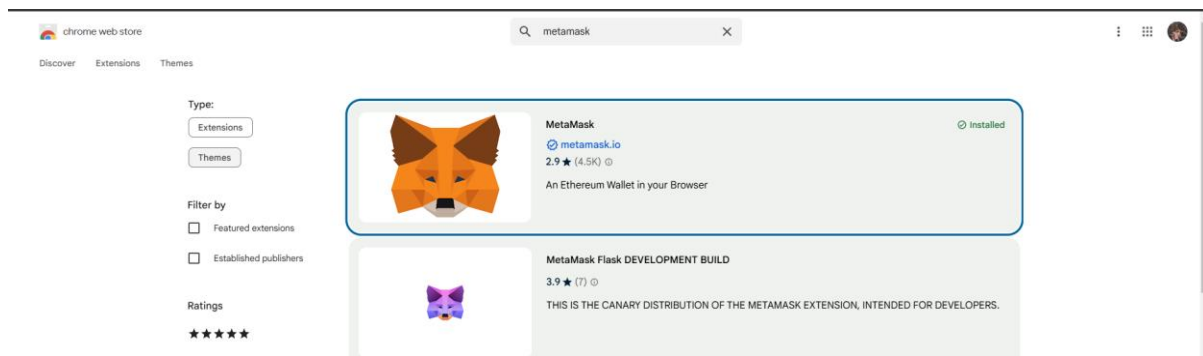 chrome web store
metamask
Discover Extensions Themes
Type:
Extensions
Themes
Filter by
Featured extensions
Established publishers
Ratings
MetaMask
Installed
metamask.io
2.9 ★ (4.5K)
An Ethereum Wallet in your Browser
MetaMask Flask DEVELOPMENT BUILD
3.9 ★ (7)
THIS IS THE CANARY DISTRIBUTION OF THE METAMASK EXTENSION, INTENDED FOR DEVELOPERS.